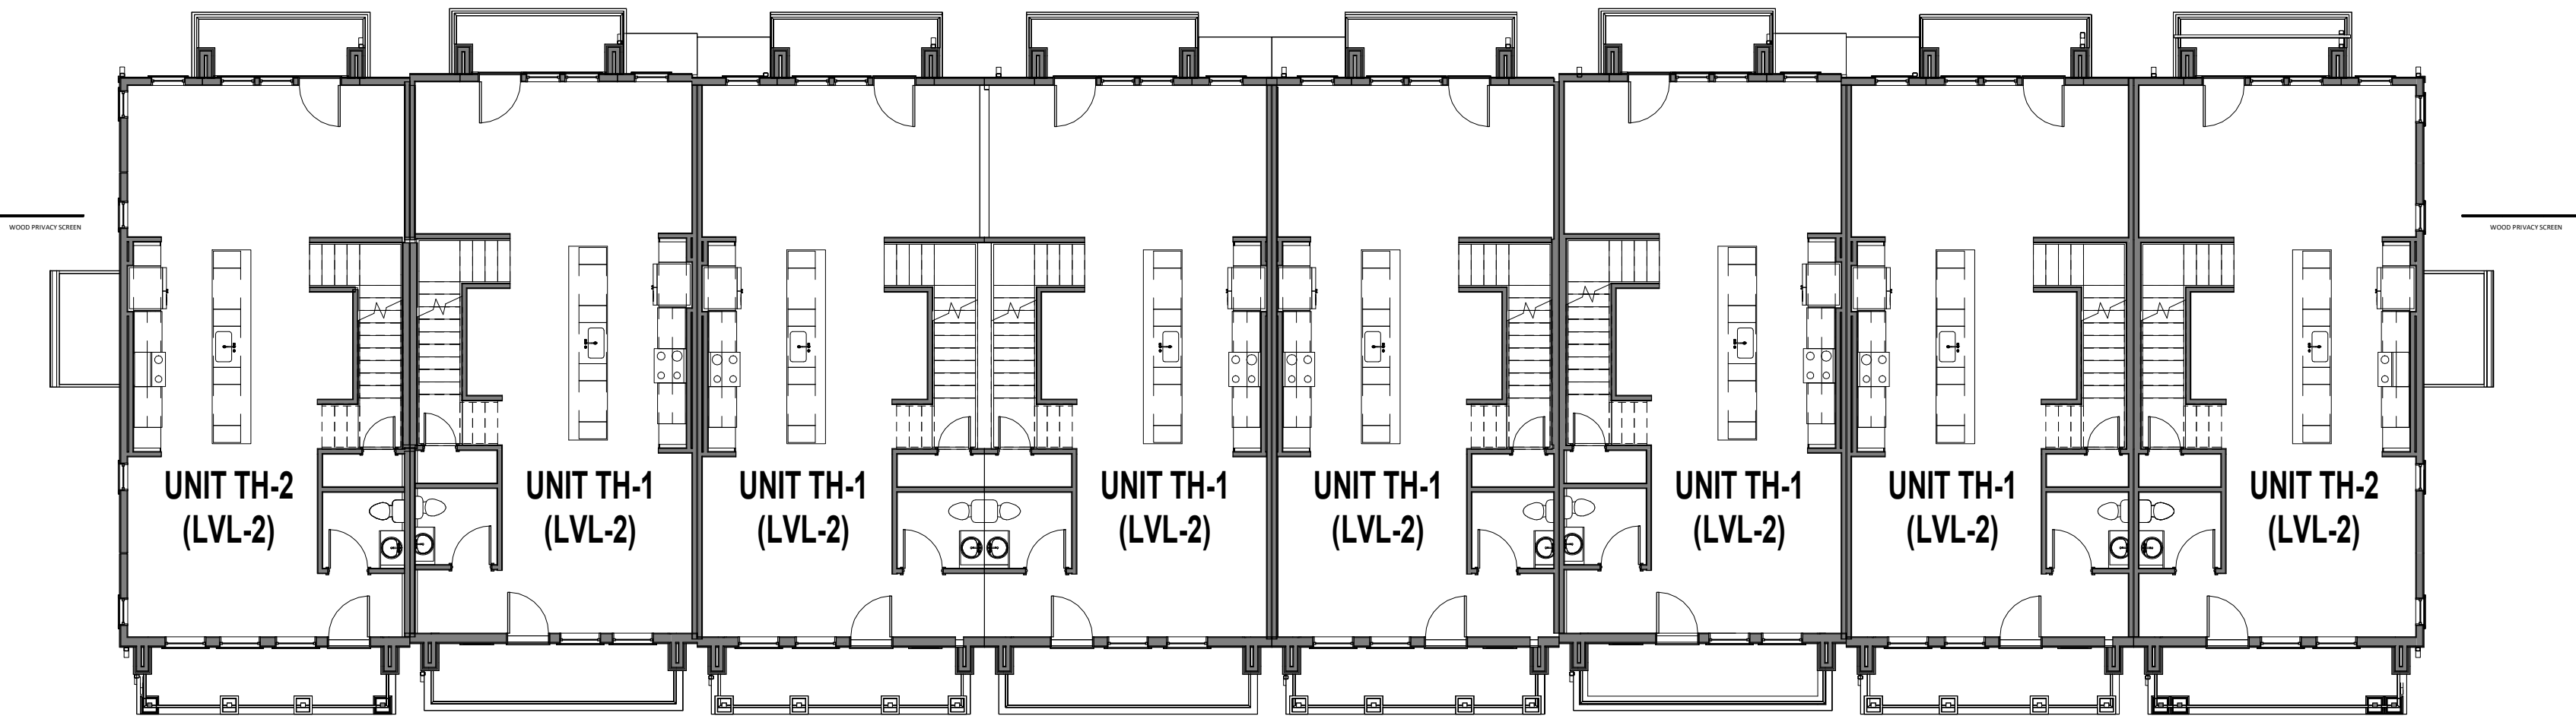 WOOD PRIVACY SCREEN
WOOD PRIVACY SCREEN
UNIT TH-2
(LVL-2)
UNIT TH-1
(LVL-2)
UNIT TH-1
(LVL-2)
UNIT TH-1
(LVL-2)
UNIT TH-1
(LVL-2)
UNIT TH-1
(LVL-2)
UNIT TH-1
(LVL-2)
UNIT TH-2
(LVL-2)